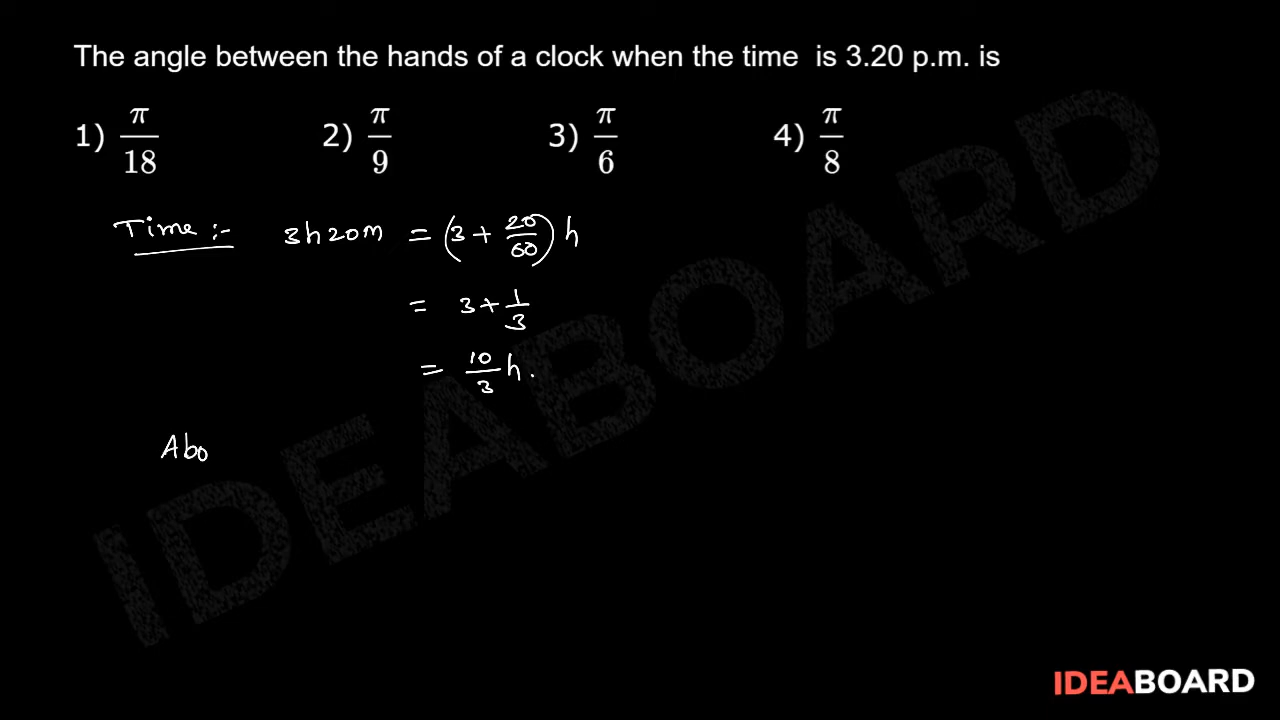 The angle between the hands of a clock when the time is 3.20 p.m. is
1) π/18 2) π/9 3) π/6 4) π/8
Time :- 3h20m = (3 + 20/60) h
= 3 + 1/3
= 10/3 h.
Abo
IDEABOARD
IDEABOARD